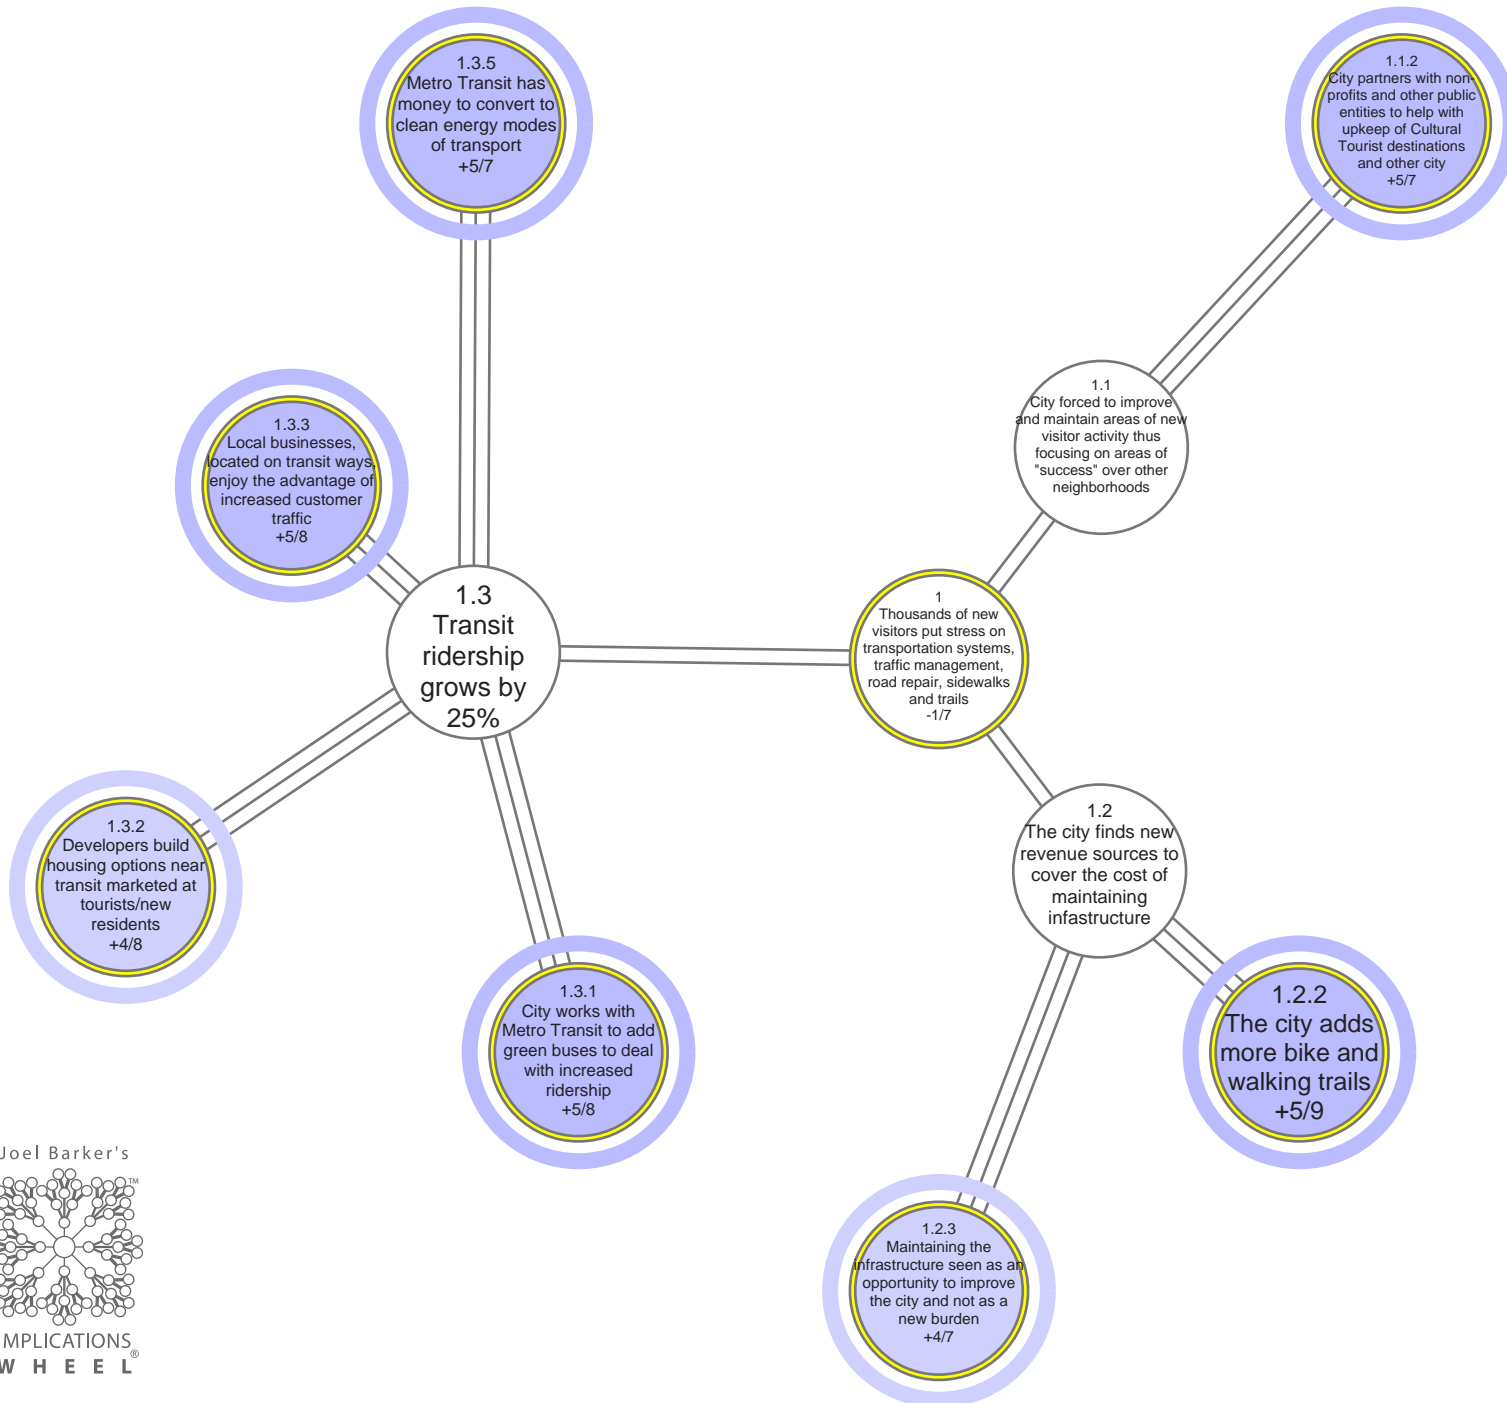 1.3.5
Metro Transit has
money to convert to
clean energy modes
of transport
+5/7
1.1.2
City partners with non-
profits and other public
entities to help with
upkeep of Cultural
Tourist destinations
and other city
+5/7
1.1
City forced to improve
and maintain areas of new
visitor activity thus
focusing on areas of
"success" over other
neighborhoods
1.3.3
Local businesses,
located on transit ways,
enjoy the advantage of
increased customer
traffic
+5/8
1.3
Transit
ridership
grows by
25%
1
Thousands of new
visitors put stress on
transportation systems,
traffic management,
road repair, sidewalks
and trails
-1/7
1.3.2
Developers build
housing options near
transit marketed at
tourists/new
residents
+4/8
1.2
The city finds new
revenue sources to
cover the cost of
maintaining
infastructure
1.3.1
City works with
Metro Transit to add
green buses to deal
with increased
ridership
+5/8
1.2.2
The city adds
more bike and
walking trails
+5/9
1.2.3
Maintaining the
infrastructure seen as an
opportunity to improve
the city and not as a
new burden
+4/7
Joel Barker's
TM
MPLICATIONS
WHEEL®